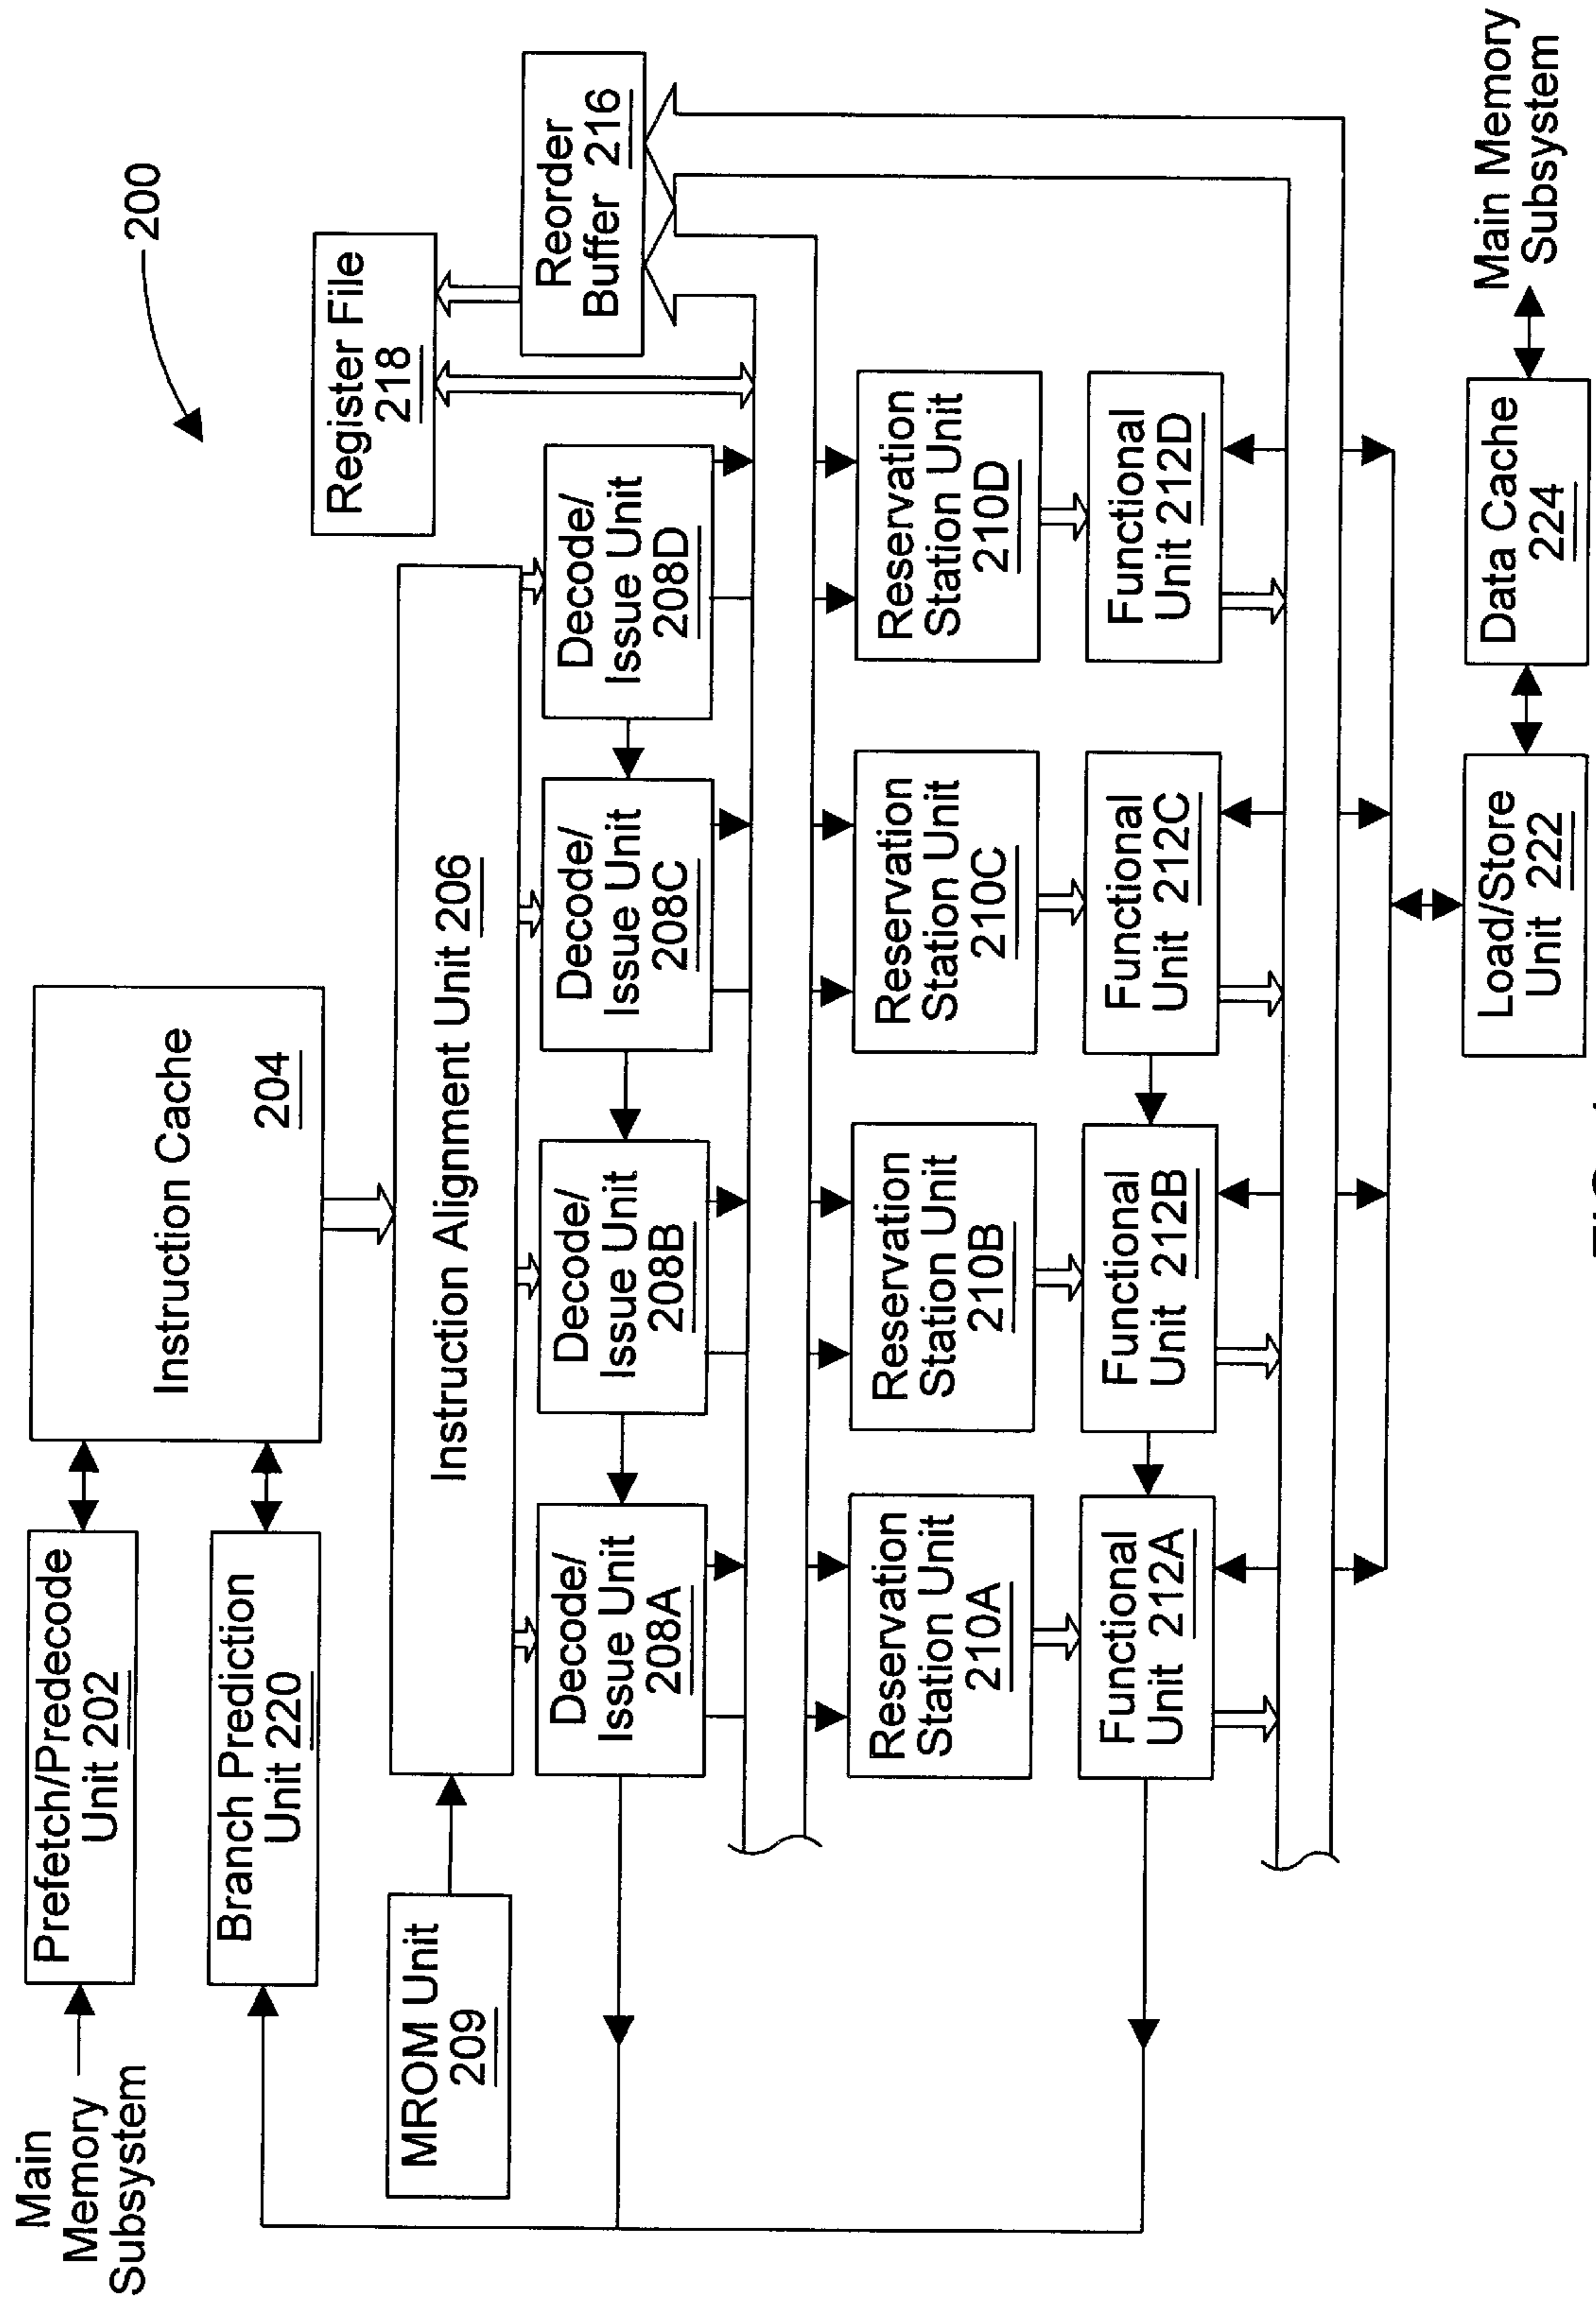 200
Main
Memory
Subsystem
Prefetch/Predecode
Unit 202
Branch Prediction
Unit 220
Instruction Cache
204
Register File
218
Reorder
Buffer 216
MROM Unit
209
Instruction Alignment Unit 206
Decode/
Issue Unit
208A
Decode/
Issue Unit
208B
Decode/
Issue Unit
208C
Decode/
Issue Unit
208D
Reservation
Station Unit
210A
Reservation
Station Unit
210B
Reservation
Station Unit
210C
Reservation
Station Unit
210D
Functional
Unit 212A
Functional
Unit 212B
Functional
Unit 212C
Functional
Unit 212D
Load/Store
Unit 222
Data Cache
224
Main Memory
Subsystem